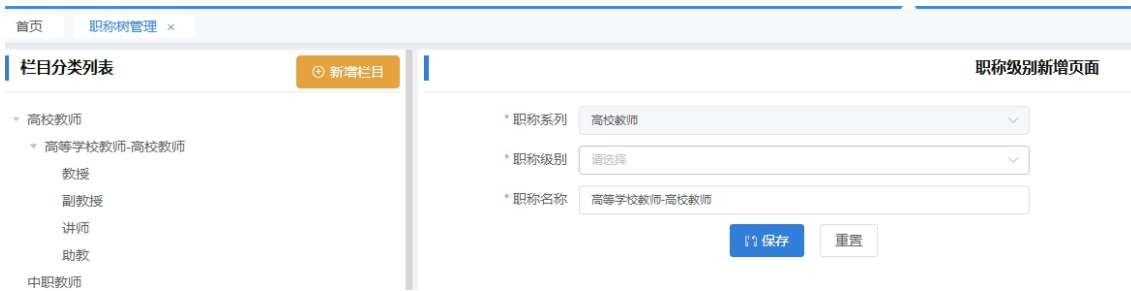 首页 职称树管理 ×
栏目分类列表 新增栏目
高校教师
高等学校教师-高校教师
教授
副教授
讲师
助教
中职教师
职称级别新增页面
* 职称系列 高校教师
* 职称级别 请选择
* 职称名称 高等学校教师-高校教师
保存 重置